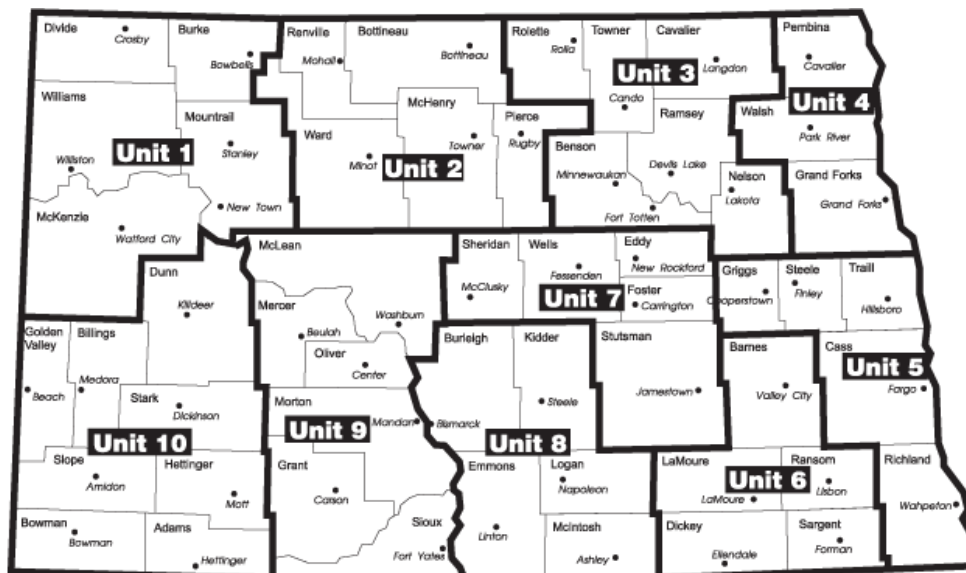 Divide
Crosby
Burke
Bowbells
Renville
Mohall
Bottineau
Bottineau
Rolette
Rolla
Towner
Cando
Cavalier
Langdon
Pembina
Cavalier
Unit 3
Unit 4
Williams
Williston
Mountrail
Stanley
New Town
Unit 1
Ward
Minot
McHenry
Towner
Pierce
Rugby
Unit 2
Benson
Minnewaukan
Fort Totten
Ramsey
Devils Lake
Walsh
Park River
Nelson
Lakota
Grand Forks
Grand Forks
McKenzie
Watford City
Dunn
Killdeer
McLean
Washburn
Mercer
Beulah
Oliver
Center
Sheridan
McClusky
Wells
Fessenden
Eddy
New Rockford
Foster
Carrington
Unit 7
Griggs
Cooperstown
Steele
Finley
Traill
Hillsboro
Golden
Valley
Beach
Billings
Medora
Stark
Dickinson
Unit 10
Burleigh
Bismarck
Kidder
Steele
Stutsman
Jamestown
Barnes
Valley City
Cass
Fargo
Unit 5
Morton
Mandan
Unit 9
Unit 8
Slope
Amidon
Hettinger
Mott
Grant
Carson
Emmons
Linton
Logan
Napoleon
LaMoure
LaMoure
Ransom
Lisbon
Unit 6
Richland
Wahpeton
Bowman
Bowman
Adams
Hettinger
Sioux
Fort Yates
McIntosh
Ashley
Dickey
Ellendale
Sargent
Forman